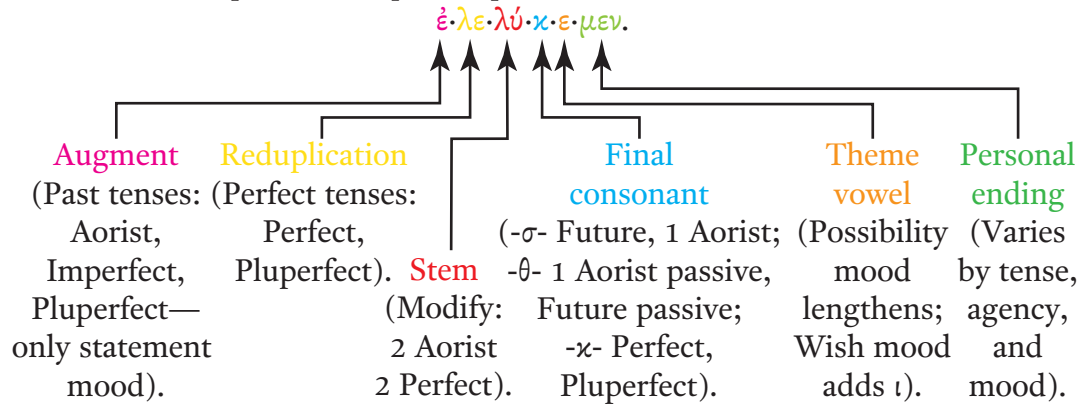 ἐ·λε·λύ·κ·ε·μεν.
Augment
(Past tenses:
Aorist,
Imperfect,
Pluperfect—
only statement
mood).
Reduplication
(Perfect tenses:
Perfect,
Pluperfect).
Stem
(Modify:
2 Aorist
2 Perfect).
Final
consonant
(-σ- Future, 1 Aorist;
-θ- 1 Aorist passive,
Future passive;
-κ- Perfect,
Pluperfect).
Theme
vowel
(Possibility
mood
lengthens;
Wish mood
adds ι).
Personal
ending
(Varies
by tense,
agency,
and
mood).